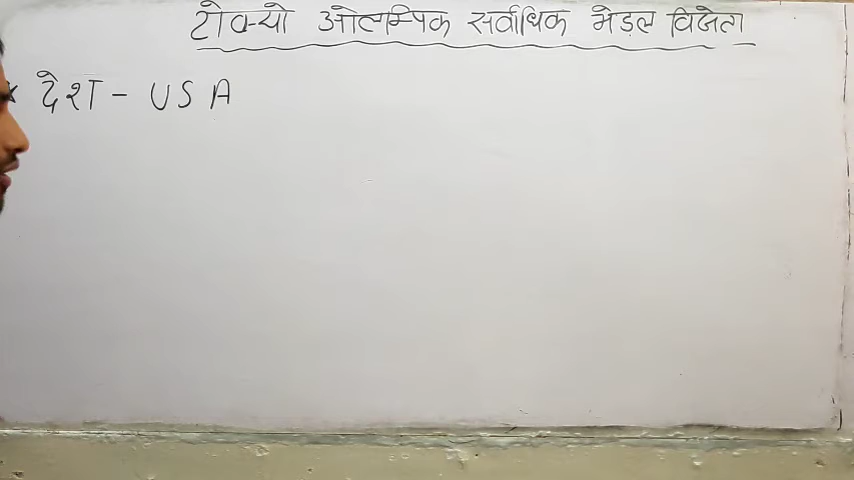 टोक्यो ओलम्पिक सर्वाधिक मेडल विजेता
* देश - USA